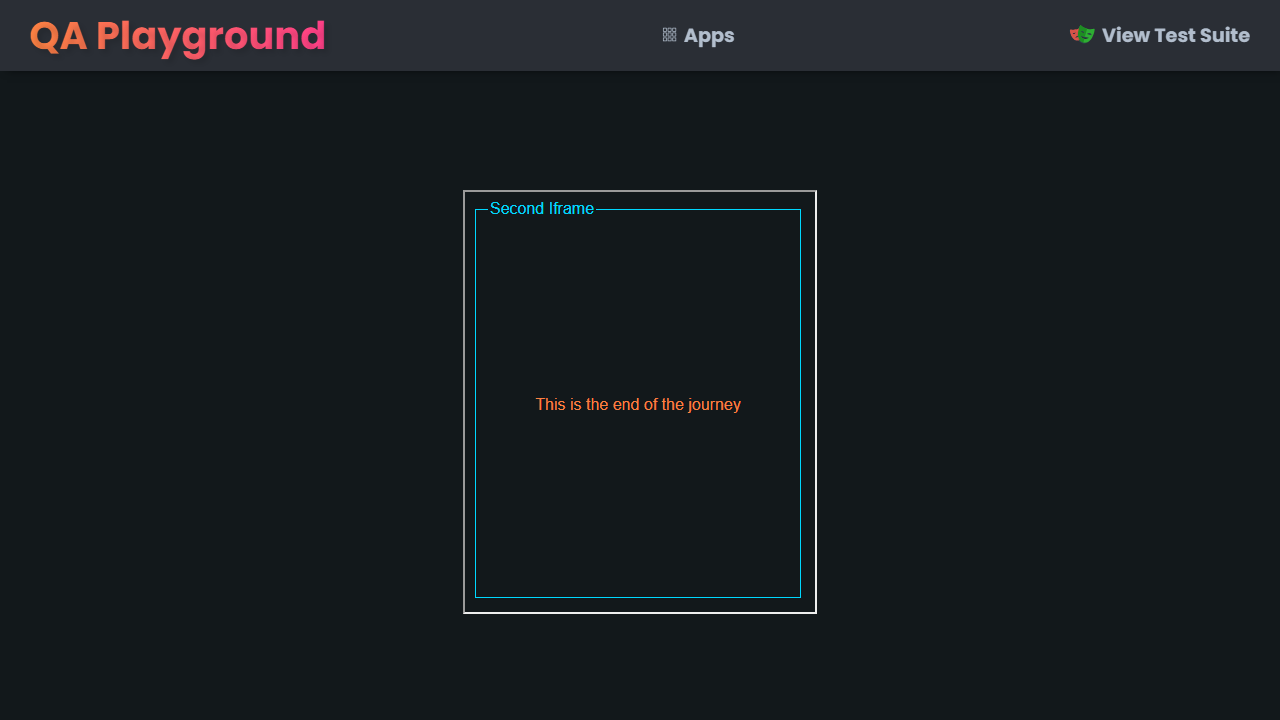 QA Playground
Apps
View Test Suite
Second Iframe
This is the end of the journey